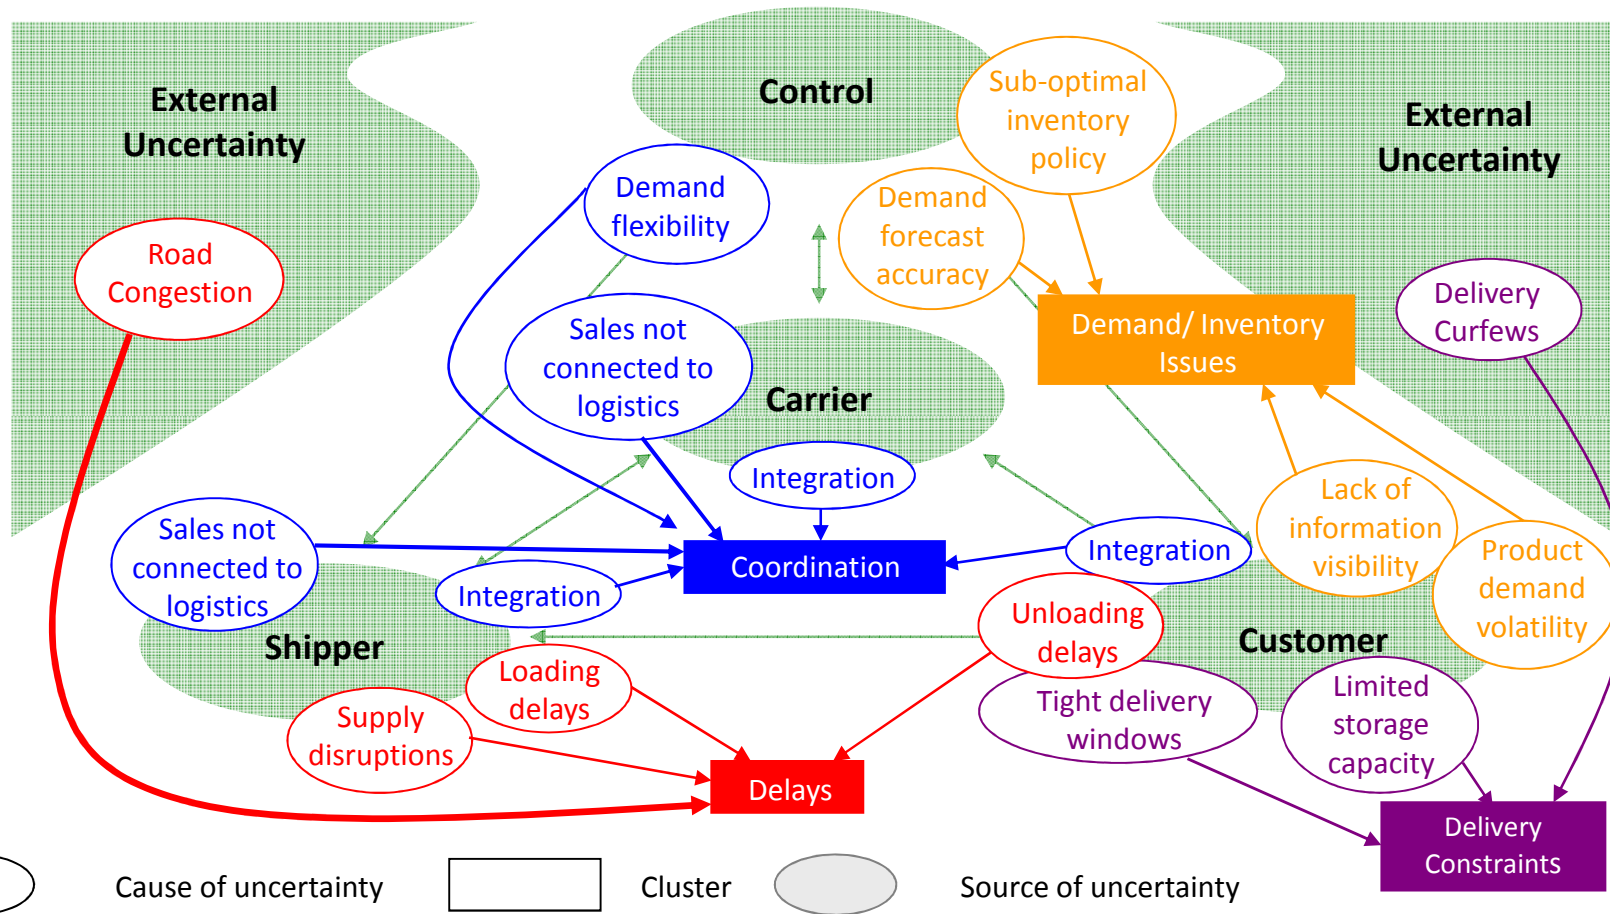 External
Uncertainty
Control
Sub-optimal
inventory
policy
External
Uncertainty
Demand
flexibility
Demand
forecast
accuracy
Road
Congestion
Delivery
Curfews
Sales not
connected to
logistics
Demand/ Inventory
Issues
Carrier
Integration
Lack of
information
visibility
Sales not
connected to
logistics
Integration
Coordination
Integration
Product
demand
volatility
Shipper
Unloading
delays
Customer
Loading
delays
Supply
disruptions
Tight delivery
windows
Limited
storage
capacity
Delays
Delivery
Constraints
Cause of uncertainty
Cluster
Source of uncertainty